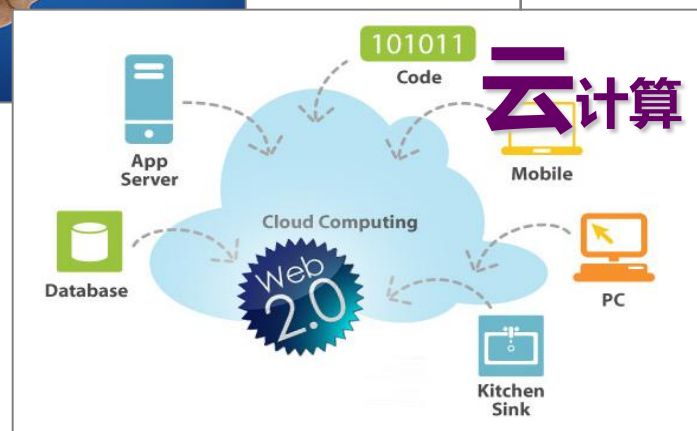 101011
Code
云计算
App
Server
Mobile
Cloud Computing
Web
2.0
Database
PC
Kitchen
Sink